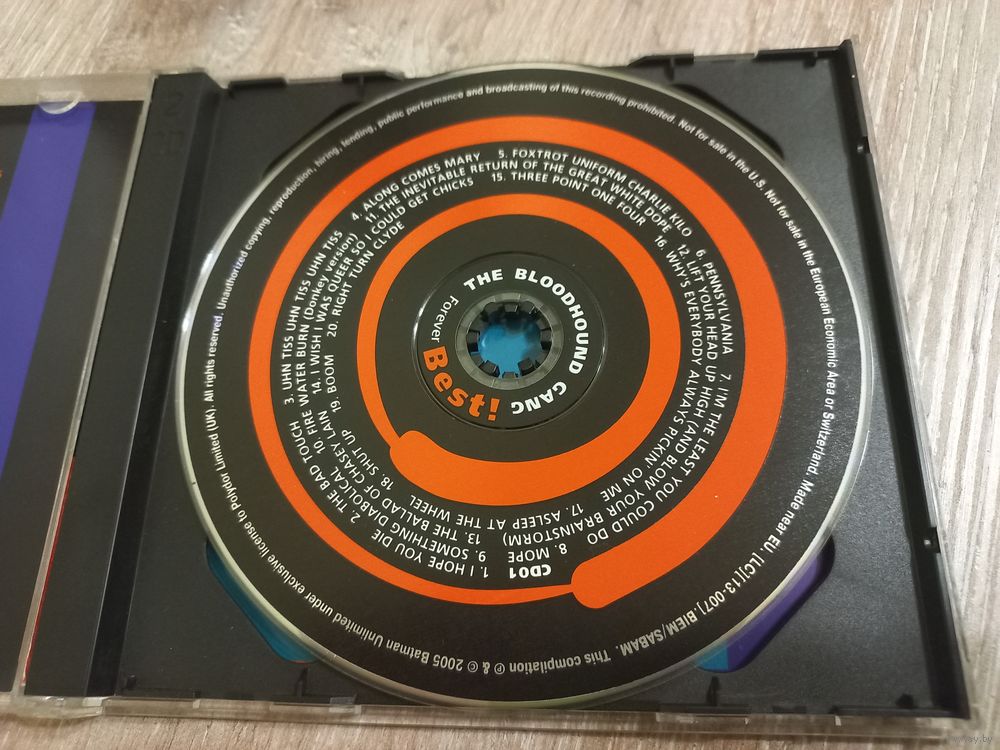 THE BLOODHOUND GANG
Forever
Best!
CD01
1. I HOPE YOU DIE 2. THE BAD TOUCH 3. UHN TISS UHN TISS UHN TISS 4. ALONG COMES MARY 5. FOXTROT UNIFORM CHARLIE KILO 6. PENNSYLVANIA 7. I'M THE LEAST YOU COULD DO
8. MOPE 9. SOMETHING DIABOLICAL 10. FIRE WATER BURN (Donkey version) 11. THE INEVITABLE RETURN OF THE GREAT WHITE DOPE 12. LIFT YOUR HEAD UP HIGH (AND BLOW YOUR BRAINSTORM)
13. THE BALLAD OF CHASEY LAIN 14. I WISH I WAS QUEER SO I COULD GET CHICKS 15. THREE POINT ONE FOUR 16. WHY'S EVERYBODY ALWAYS PICKIN' ON ME 17. ASLEEP AT THE WHEEL
18. SHUT UP 19. BOOM 20. RIGHT TURN CLYDE
This compilation ℗ & © 2005 Batman Unlimited under exclusive license to Polydor Limited (UK). All rights reserved. Unauthorized copying, reproduction, hiring, lending, public performance and broadcasting of this recording prohibited. Not for sale in the U.S. Not for sale in the European Economic Area or Switzerland. Made near EU. [LC][13-007]. BIEM/SABAM.